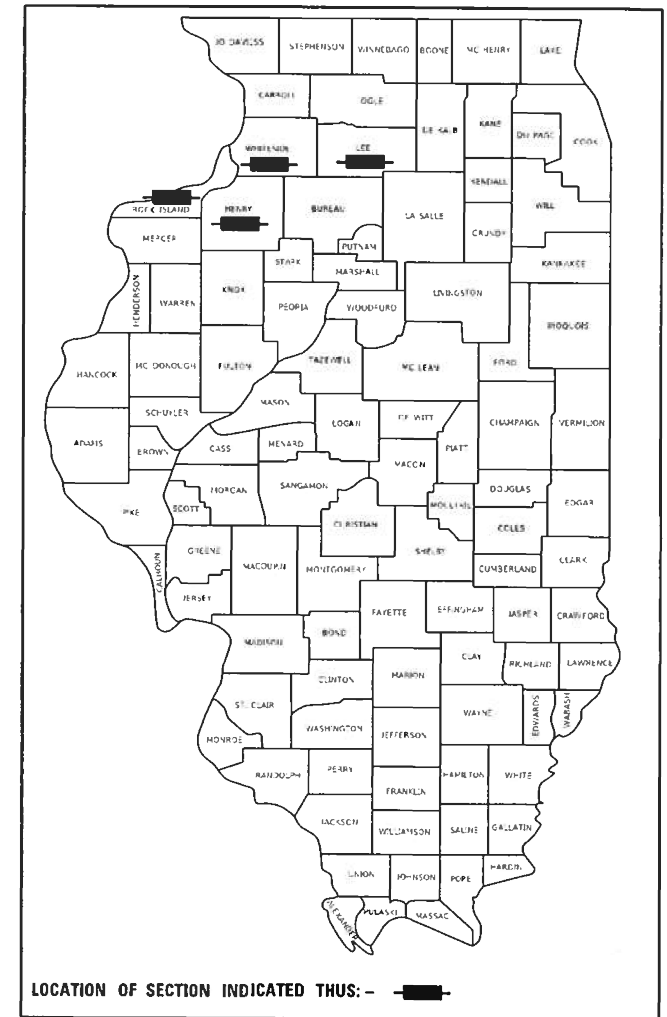 JO DAVIESS STEPHENSON WINNEBAGO BOONE MC HENRY LAKE
CARROLL OGLE DE KALB KANE DU PAGE COOK
WHITESIDE LEE KENDALL WILL
ROCK ISLAND HENRY BUREAU LA SALLE GRUNDY
MERCER PUTNAM KANKAKEE
HENDERSON WARREN KNOX STARK MARSHALL LIVINGSTON
PEORIA WOODFORD IROQUOIS
HANCOCK MC DONOUGH FULTON TAZEWELL MC LEAN FORD
SCHUYLER MASON LOGAN DE WITT CHAMPAIGN VERMILION
ADAMS BROWN CASS MENARD MACON PIATT
PIKE SCOTT MORGAN SANGAMON CHRISTIAN MOULTRIE DOUGLAS EDGAR
COLES
CALHOUN GREENE MACOUPIN MONTGOMERY SHELBY CUMBERLAND CLARK
JERSEY FAYETTE EFFINGHAM JASPER CRAWFORD
MADISON BOND
CLINTON MARION CLAY RICHLAND LAWRENCE
ST. CLAIR WASHINGTON JEFFERSON WAYNE EDWARDS WABASH
MONROE
RANDOLPH PERRY FRANKLIN HAMILTON WHITE
JACKSON WILLIAMSON SALINE GALLATIN
UNION JOHNSON POPE HARDIN
ALEXANDER PULASKI MASSAC
LOCATION OF SECTION INDICATED THUS: –